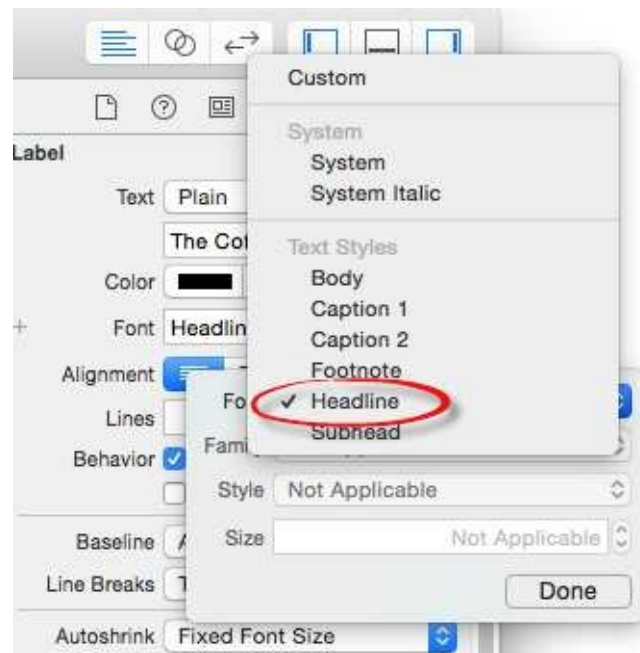 Custom
System
System
System Italic
Label
Text Plain
The Cof
Text Styles
Body
Color
Caption 1
Font Headlin
Caption 2
Footnote
Alignment
Fo ✓ Headline
Lines
Subhead
Behavior
Style Not Applicable
Baseline
Size Not Applicable
Line Breaks
Done
Autoshrink Fixed Font Size